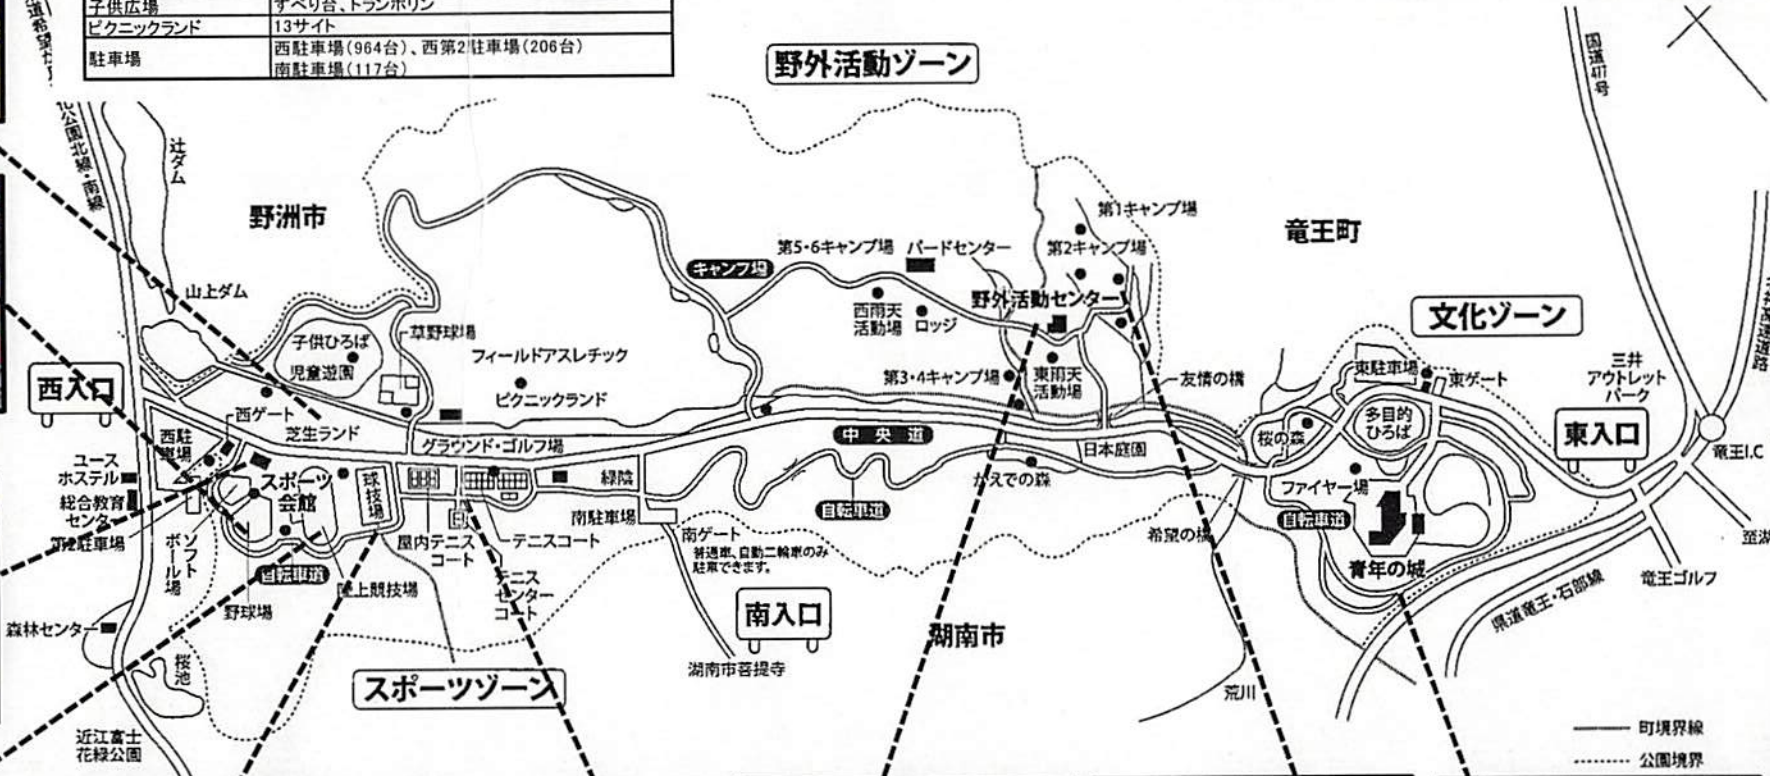 子供広場 すべり台、トランポリン
ピクニックランド 13サイト
駐車場 西駐車場(964台)、西第2駐車場(206台)
南駐車場(117台)
野外活動ゾーン
国道477号
公園北線・南線
辻ダム
野洲市
山上ダム
第1キャンプ場
第5・6キャンプ場
バードセンター
第2キャンプ場
竜王町
キャンプ場
野外活動センター
文化ゾーン
西雨天
活動場
ロッジ
草野球場
子供ひろば
児童遊園
フィールドアスレチック
ピクニックランド
第3・4キャンプ場
東雨天
活動場
友情の橋
東駐車場
東ゲート
三井
アウトレット
パーク
西入口
西ゲート
芝生ランド
グラウンド・ゴルフ場
中央道
日本庭園
桜の森
多目的
ひろば
東入口
竜王I.C
西駐
車場
ユース
ホステル
総合教育
センター
第2駐車場
スポーツ
会館
球技場
緑陰
かえでの森
ファイヤー場
自転車道
自転車道
南駐車場
南ゲート
普通車、自動二輪車のみ
駐車できます。
希望の橋
ソフト
ボール場
屋内テニス
コート
テニスコート
テニス
センター
コート
自転車道
陸上競技場
野球場
青年の城
竜王ゴルフ
県道竜王・石部線
森林センター
桜池
南入口
湖南市
湖南市菩提寺
スポーツゾーン
荒川
近江富士
花緑公園
町境界線
公園境界